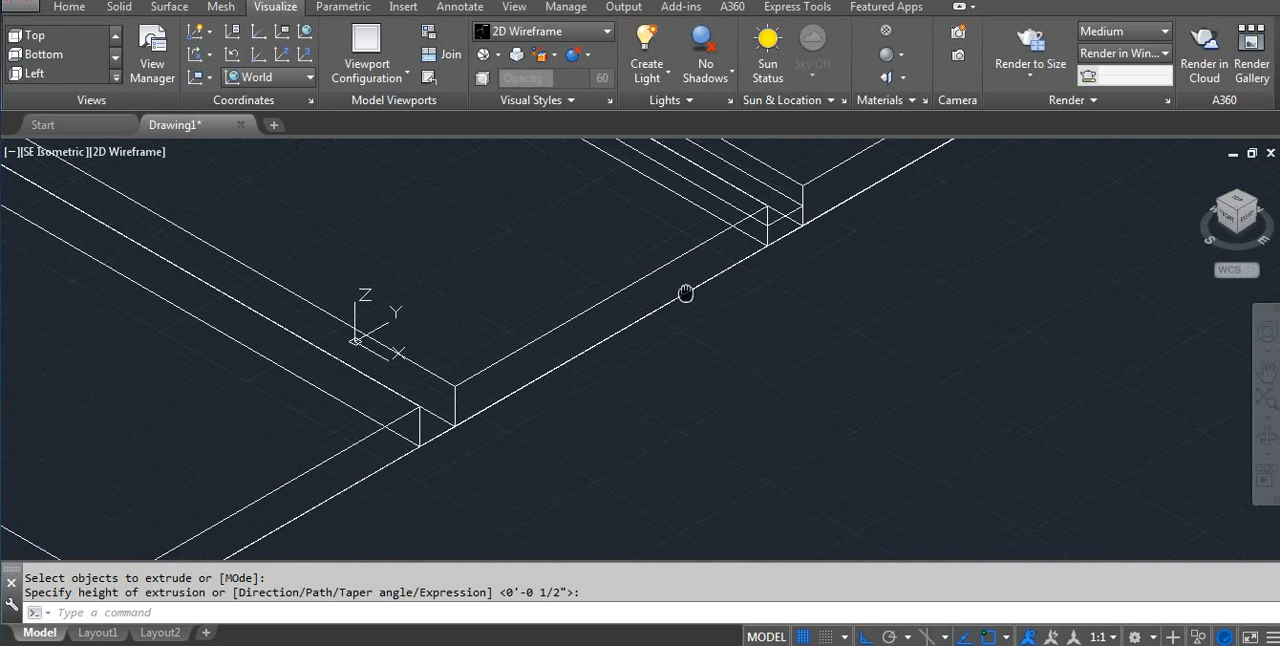 Home Solid Surface Mesh Visualize Parametric Insert Annotate View Manage Output Add-ins A360 Express Tools Featured Apps
Top
Bottom
Left
Views
View
Manager
World
Coordinates
Viewport
Configuration
Join
Model Viewports
2D Wireframe
Opacity 60
Visual Styles
Create
Light
No
Shadows
Lights
Sun
Status
Sky Off
Sun & Location
Materials
Camera
Render to Size
Medium
Render in Win...
Render
Render in
Cloud
Render
Gallery
A360
Start Drawing1*
[−][SE Isometric][2D Wireframe]
TOP
S E
WCS
Z
Y
X
Select objects to extrude or [MOde]:
Specify height of extrusion or [Direction/Path/Taper angle/Expression] <0'-0 1/2">:
Type a command
Model Layout1 Layout2 +
MODEL 1:1